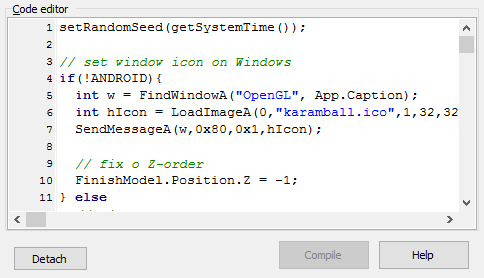 Code editor
1 setRandomSeed(getSystemTime());
2
3 // set window icon on Windows
4 if(!ANDROID){
5 int w = FindWindowA("OpenGL", App.Caption);
6 int hIcon = LoadImageA(0,"karamball.ico",1,32,32
7 SendMessageA(w,0x80,0x1,hIcon);
8
9 // fix o Z-order
10 FinishModel.Position.Z = -1;
11 } else
Detach Compile Help